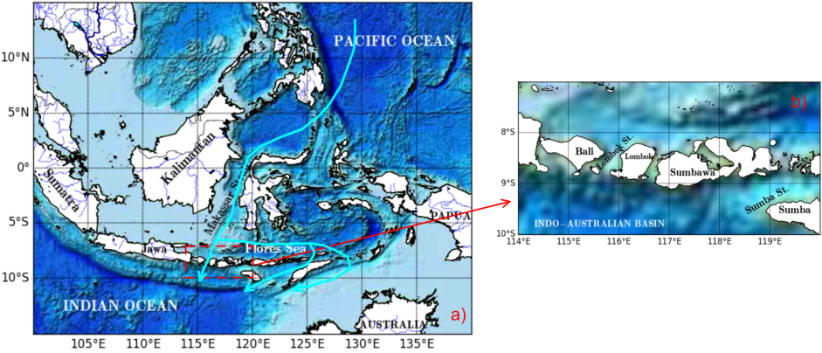 PACIFIC OCEAN
15°N
10°N
5°N
0°
5°S
10°S
Kalimantan
Sumatra
Makassar St.
PAPUA
Jawa
Flores Sea
INDIAN OCEAN
AUSTRALIA
a)
105°E 110°E 115°E 120°E 125°E 130°E 135°E
b)
8°S
9°S
10°S
Bali
Lombok St.
Lombok
Sumbawa
Sumba St.
Sumba
INDO-AUSTRALIAN BASIN
114°E 115°E 116°E 117°E 118°E 119°E